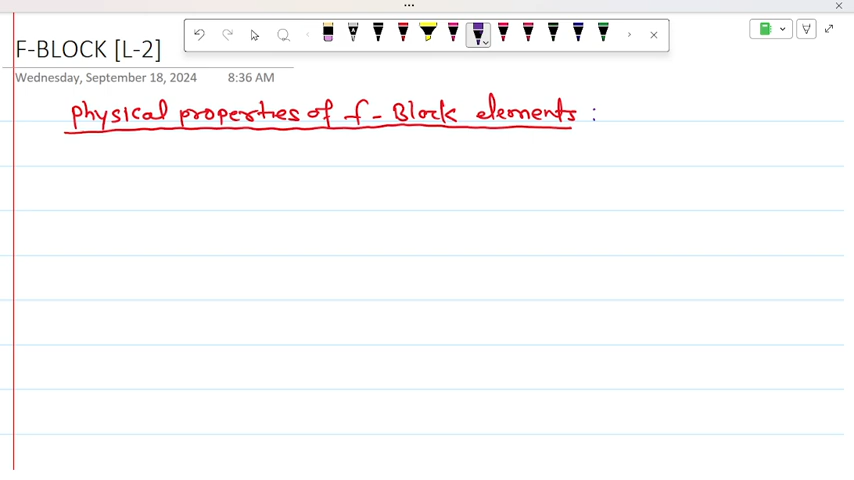 F-BLOCK [L-2]
Wednesday, September 18, 2024 8:36 AM
Physical properties of f-Block elements :